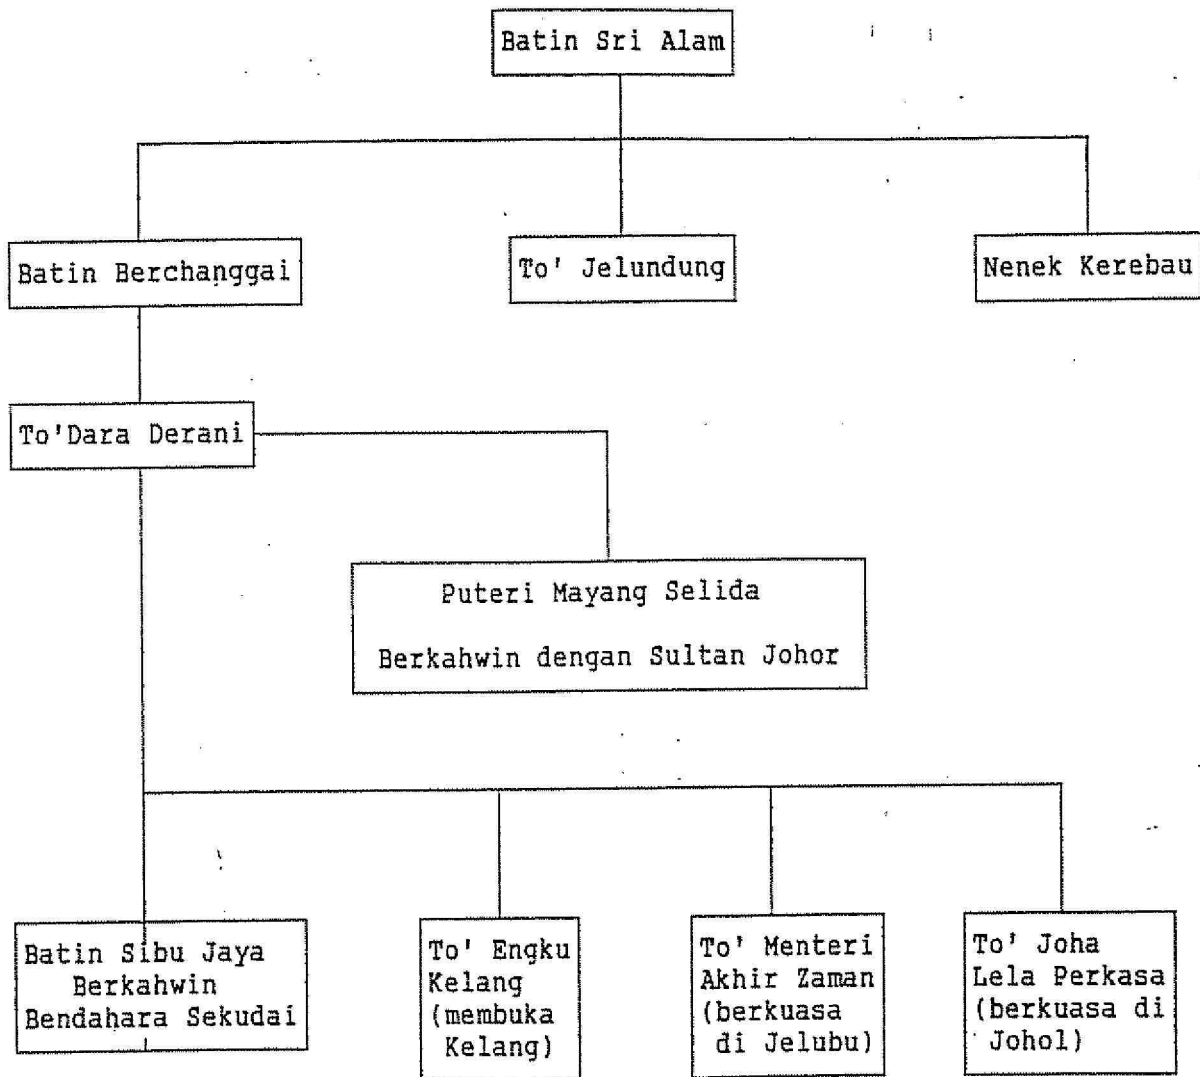 Batin Sri Alam
Batin Berchanggai
To' Jelundung
Nenek Kerebau
To'Dara Derani
Puteri Mayang Selida
Berkahwin dengan Sultan Johor
Batin Sibu Jaya
Berkahwin
Bendahara Sekudai
To' Engku
Kelang
(membuka
Kelang)
To' Menteri
Akhir Zaman
(berkuasa
di Jelubu)
To' Joha
Lela Perkasa
(berkuasa di
Johol)